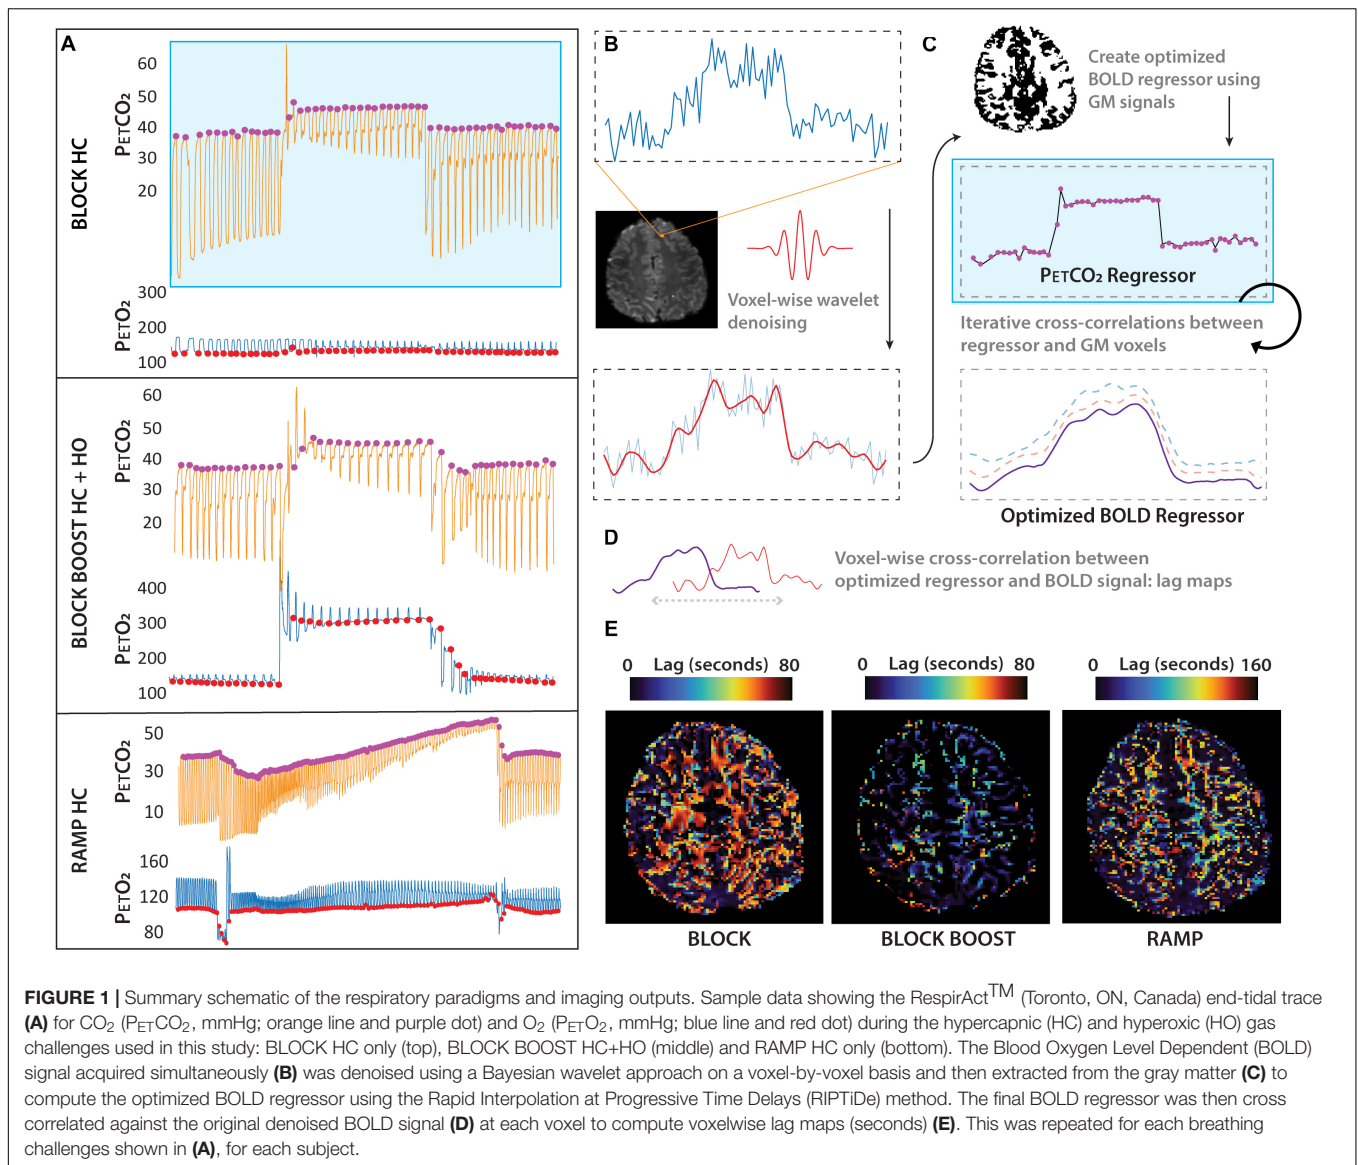 A
BLOCK HC
PETCO2
60
50
40
30
20
PETO2
300
200
100
BLOCK BOOST HC + HO
PETCO2
60
50
40
30
20
PETO2
400
300
200
100
RAMP HC
PETCO2
50
30
10
PETO2
160
120
80
B
Voxel-wise wavelet
denoising
C
Create optimized
BOLD regressor using
GM signals
PETCO2 Regressor
Iterative cross-correlations between
regressor and GM voxels
Optimized BOLD Regressor
D
Voxel-wise cross-correlation between
optimized regressor and BOLD signal: lag maps
E
0 Lag (seconds) 80
0 Lag (seconds) 80
0 Lag (seconds) 160
BLOCK
BLOCK BOOST
RAMP
FIGURE 1 | Summary schematic of the respiratory paradigms and imaging outputs. Sample data showing the RespirAct™ (Toronto, ON, Canada) end-tidal trace
(A) for CO2 (PETCO2, mmHg; orange line and purple dot) and O2 (PETO2, mmHg; blue line and red dot) during the hypercapnic (HC) and hyperoxic (HO) gas
challenges used in this study: BLOCK HC only (top), BLOCK BOOST HC+HO (middle) and RAMP HC only (bottom). The Blood Oxygen Level Dependent (BOLD)
signal acquired simultaneously (B) was denoised using a Bayesian wavelet approach on a voxel-by-voxel basis and then extracted from the gray matter (C) to
compute the optimized BOLD regressor using the Rapid Interpolation at Progressive Time Delays (RIPTiDe) method. The final BOLD regressor was then cross
correlated against the original denoised BOLD signal (D) at each voxel to compute voxelwise lag maps (seconds) (E). This was repeated for each breathing
challenges shown in (A), for each subject.